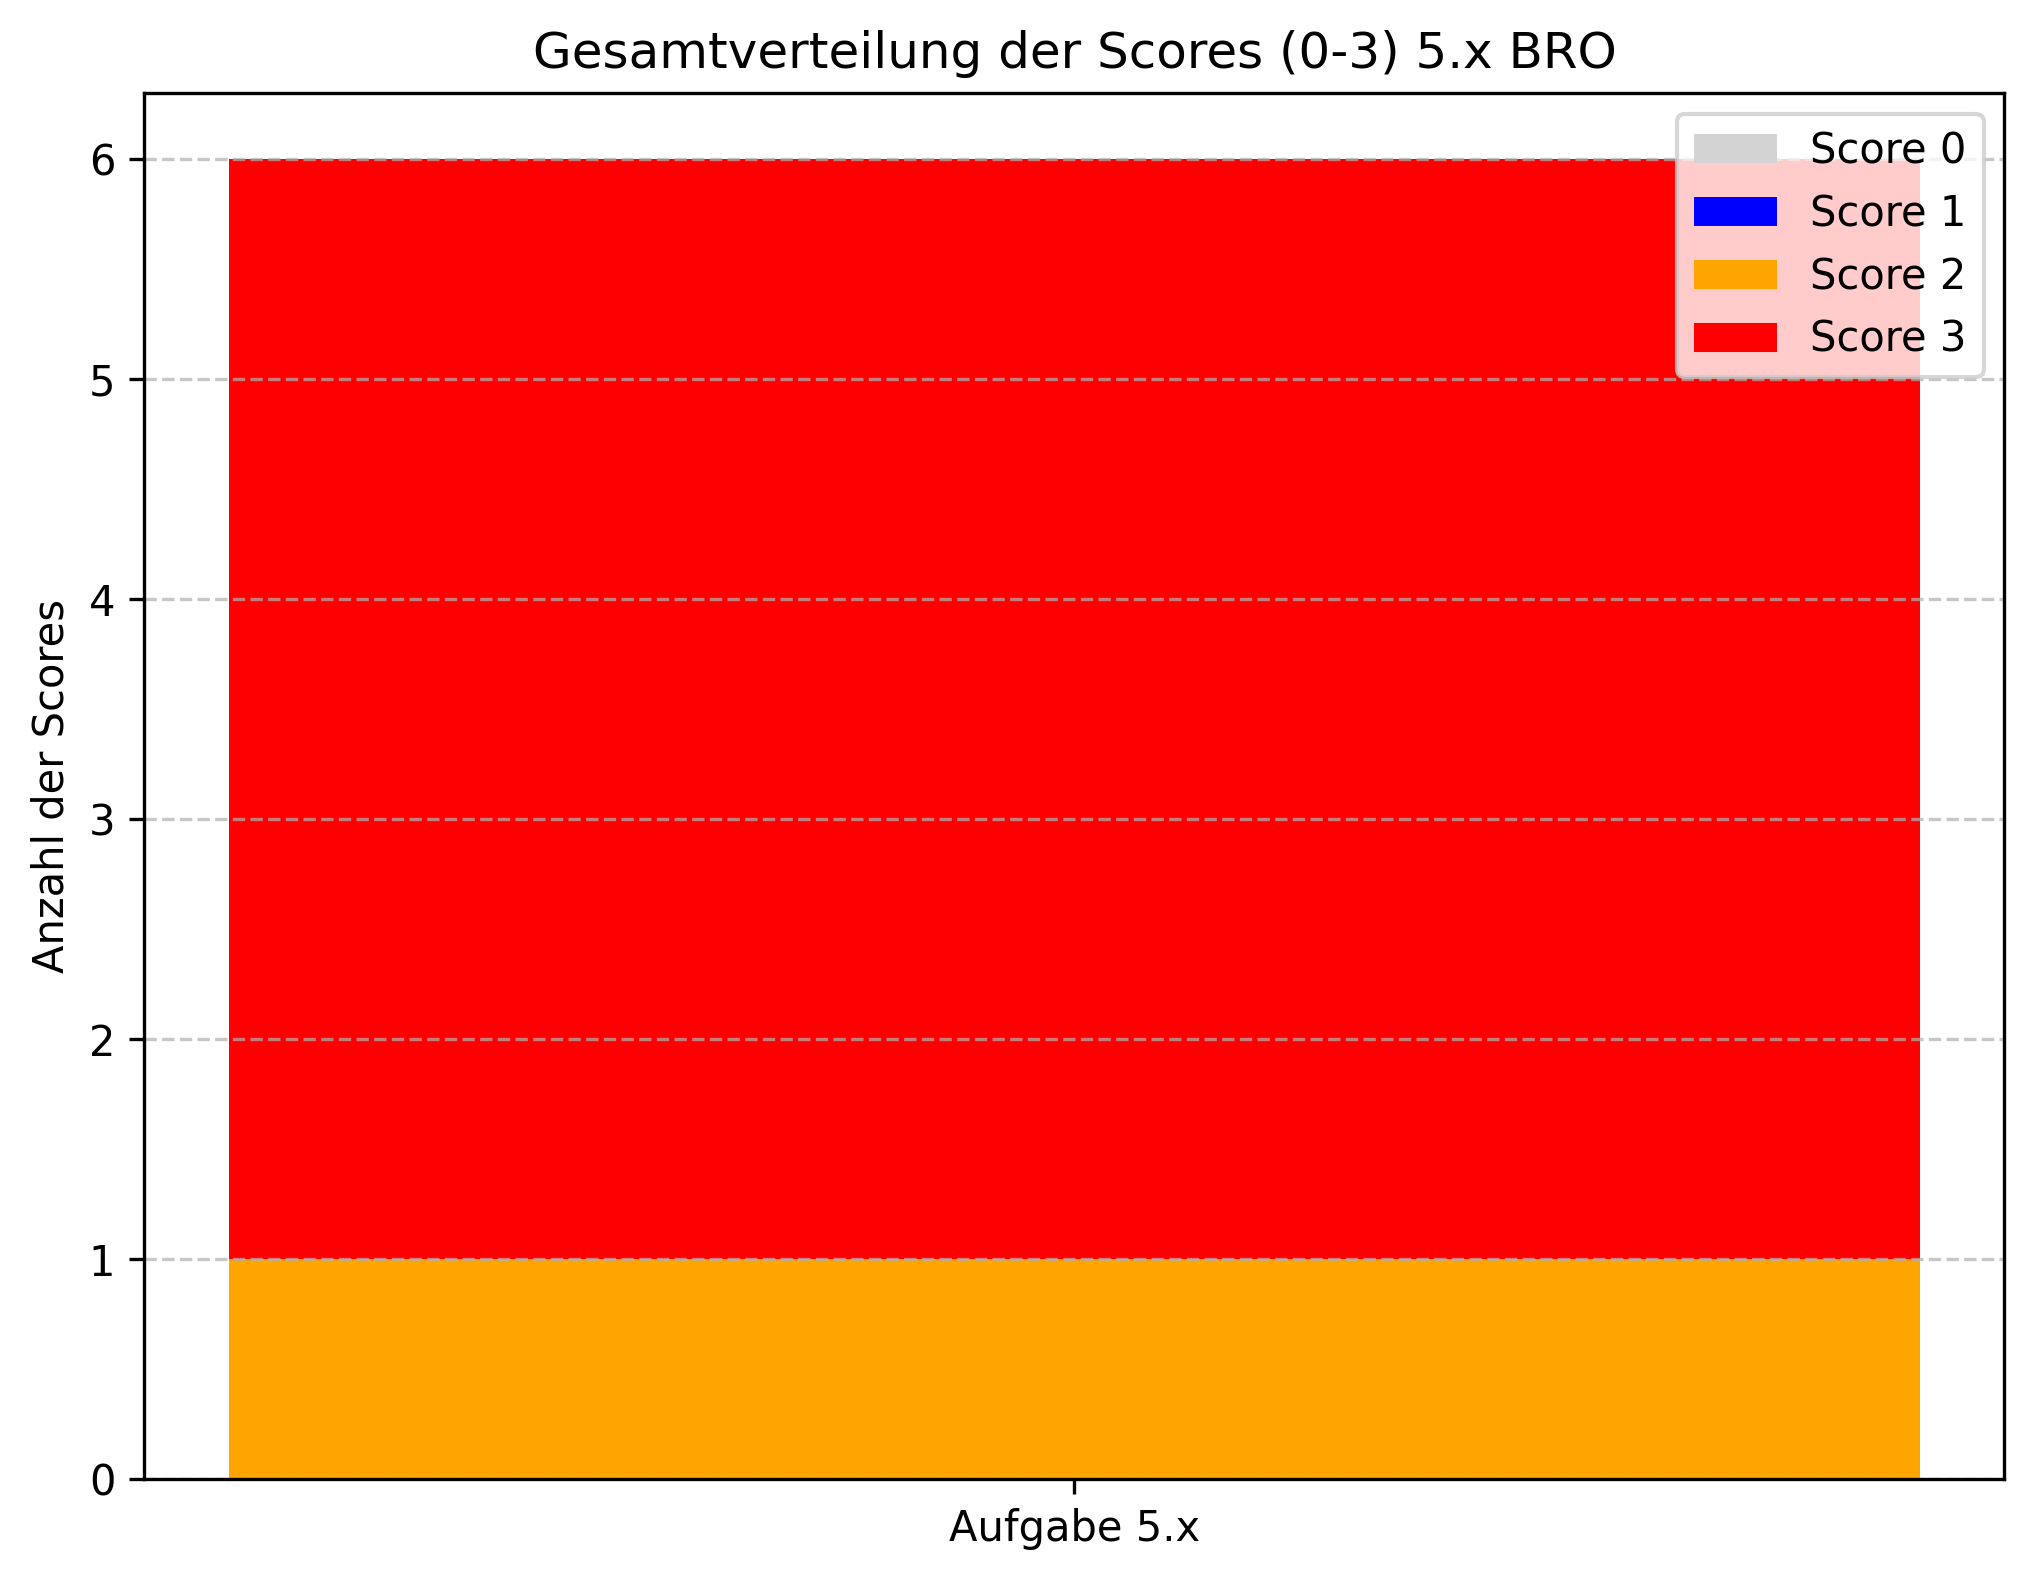 Gesamtverteilung der Scores (0-3) 5.x BRO
Score 0
Score 1
Score 2
Score 3
6
5
4
3
2
1
0
Anzahl der Scores
Aufgabe 5.x